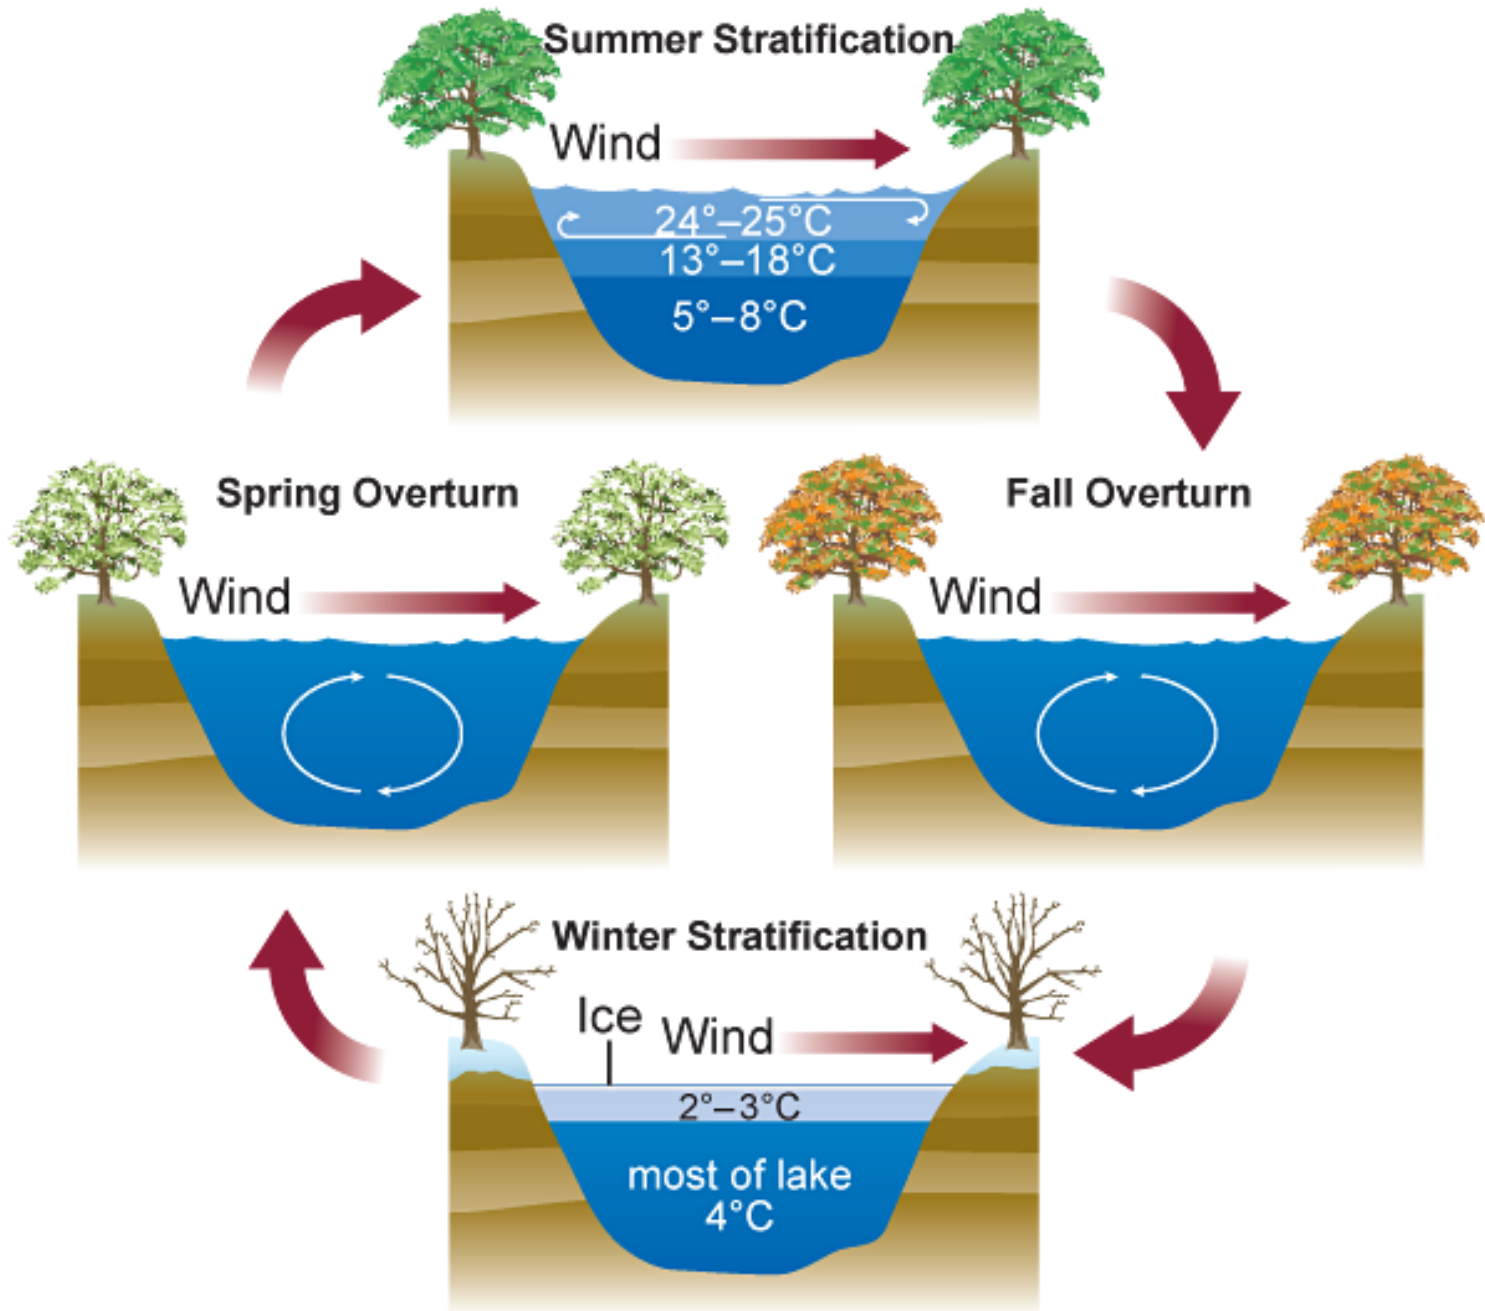 Summer Stratification
Wind
24°–25°C
13°–18°C
5°–8°C
Spring Overturn
Wind
Fall Overturn
Wind
Winter Stratification
Ice
Wind
2°–3°C
most of lake
4°C